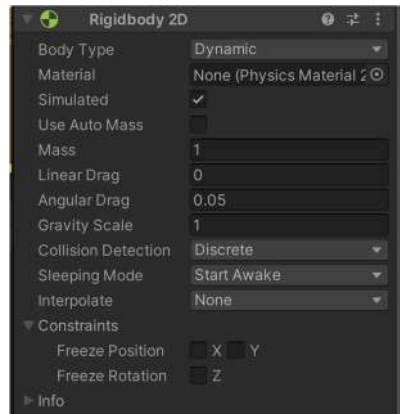 Rigidbody 2D
Body Type Dynamic
Material None (Physics Material 2
Simulated
Use Auto Mass
Mass 1
Linear Drag 0
Angular Drag 0.05
Gravity Scale 1
Collision Detection Discrete
Sleeping Mode Start Awake
Interpolate None
Constraints
Freeze Position X Y
Freeze Rotation Z
Info